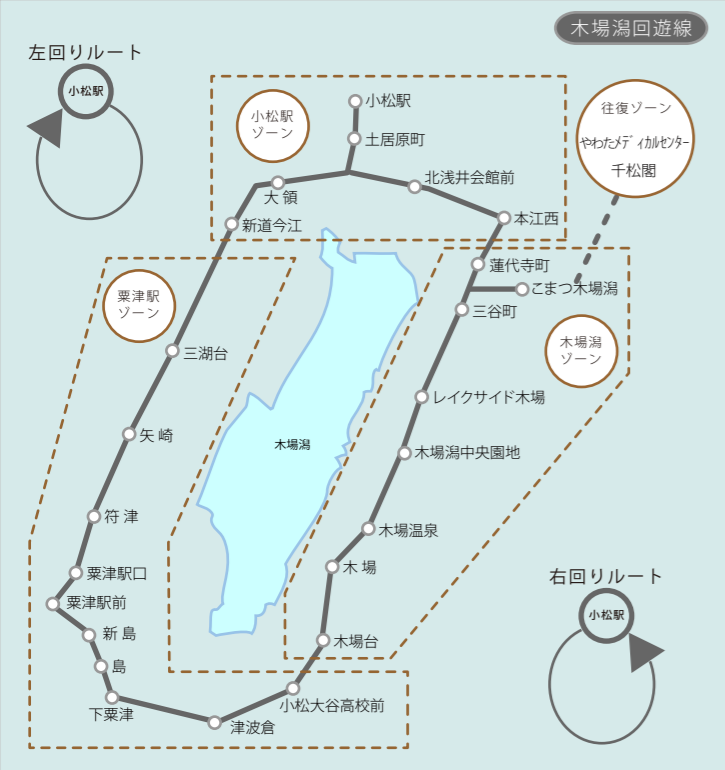 木場潟回遊線
左回りルート
小松駅
小松駅
ゾーン
小松駅
土居原町
大領
北浅井会館前
新道今江
本江西
往復ゾーン
やわたメディカルセンター
千松閣
蓮代寺町
こまつ木場潟
三谷町
粟津駅
ゾーン
木場潟
ゾーン
三湖台
レイクサイド木場
矢崎
木場潟
木場潟中央園地
符津
木場温泉
粟津駅口
木場
粟津駅前
新島
木場台
島
下粟津
津波倉
小松大谷高校前
右回りルート
小松駅